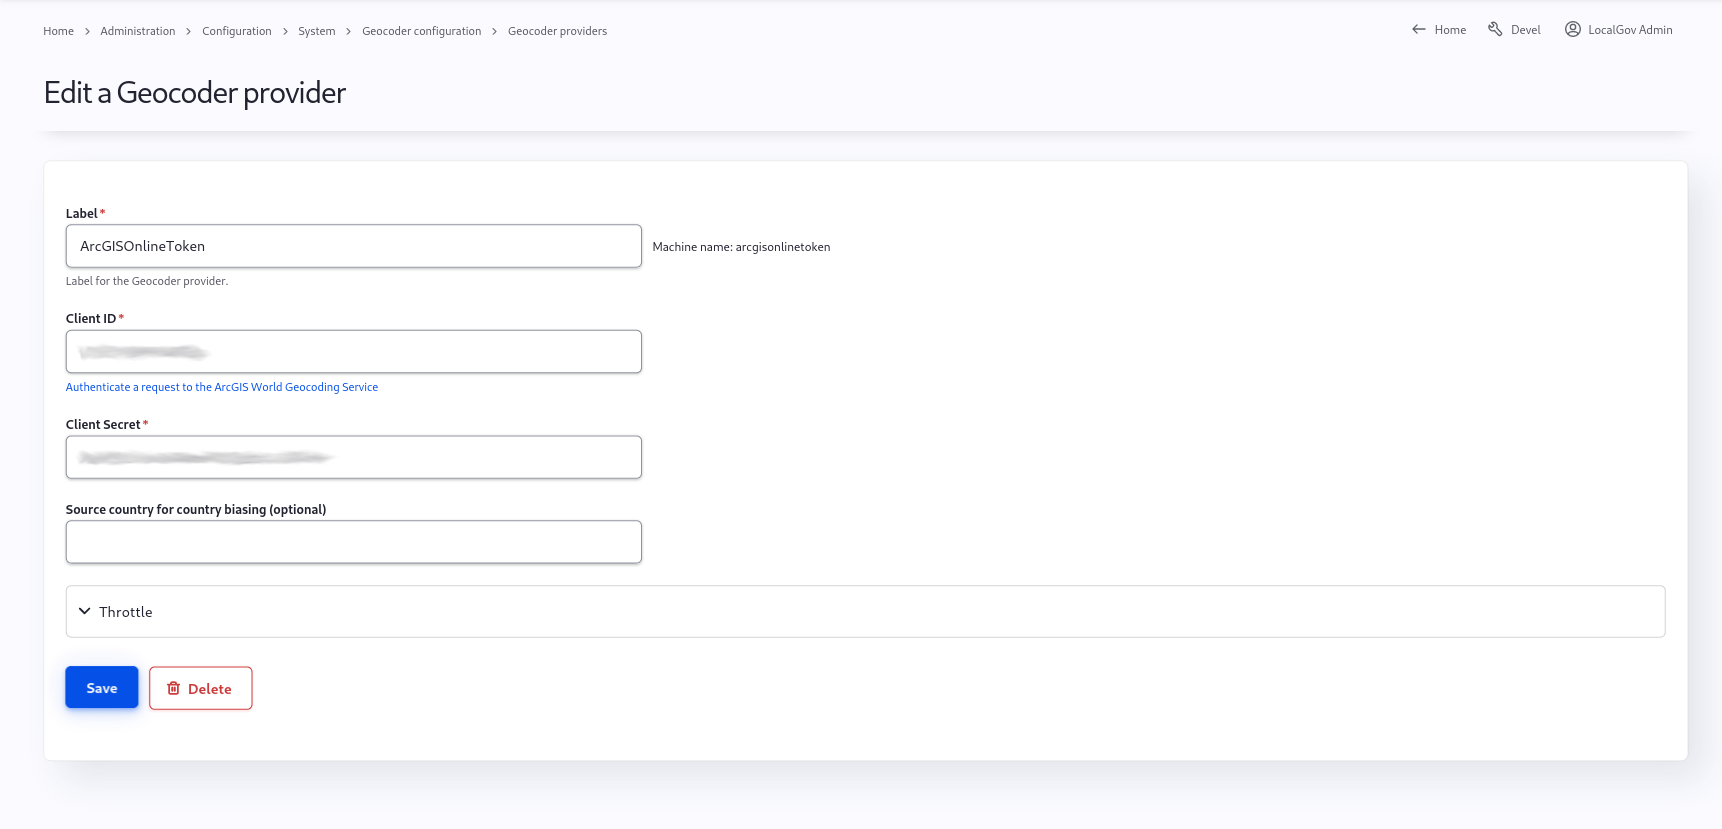 Home > Administration > Configuration > System > Geocoder configuration > Geocoder providers
Home Devel LocalGov Admin
Edit a Geocoder provider
Label*
ArcGISOnlineToken
Machine name: arcgisonlinetoken
Label for the Geocoder provider.
Client ID*
Authenticate a request to the ArcGIS World Geocoding Service
Client Secret*
Source country for country biasing (optional)
Throttle
Save
Delete